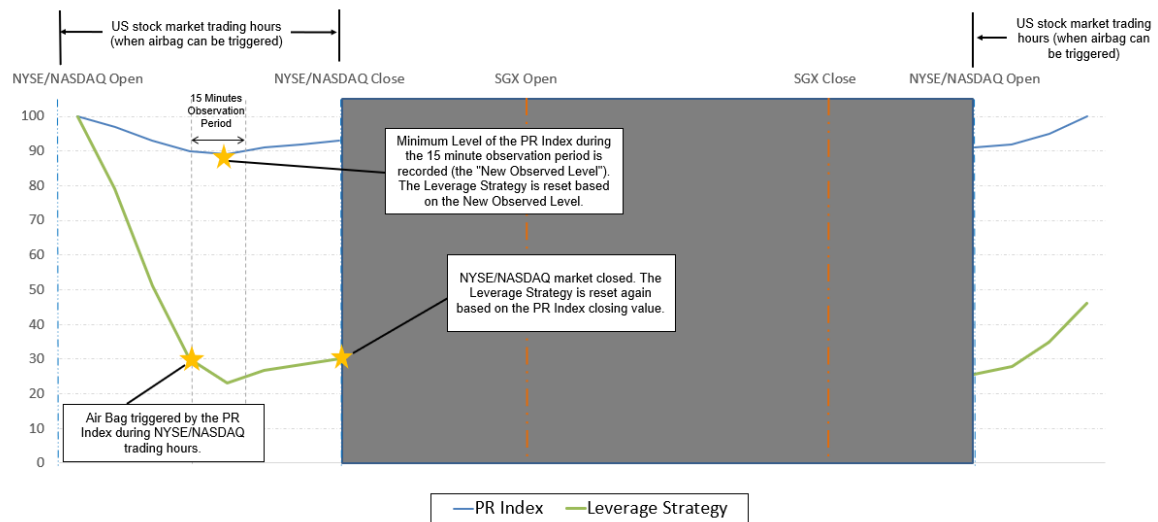 US stock market trading hours
(when airbag can be triggered)
US stock market trading
hours (when airbag can
be triggered)
NYSE/NASDAQ Open
NYSE/NASDAQ Close
SGX Open
SGX Close
NYSE/NASDAQ Open
15 Minutes
Observation
Period
100
90
80
70
60
50
40
30
20
10
0
Minimum Level of the PR Index during
the 15 minute observation period is
recorded (the "New Observed Level").
The Leverage Strategy is reset based
on the New Observed Level.
NYSE/NASDAQ market closed. The
Leverage Strategy is reset again
based on the PR Index closing value.
Air Bag triggered by the PR
Index during NYSE/NASDAQ
trading hours.
PR Index
Leverage Strategy